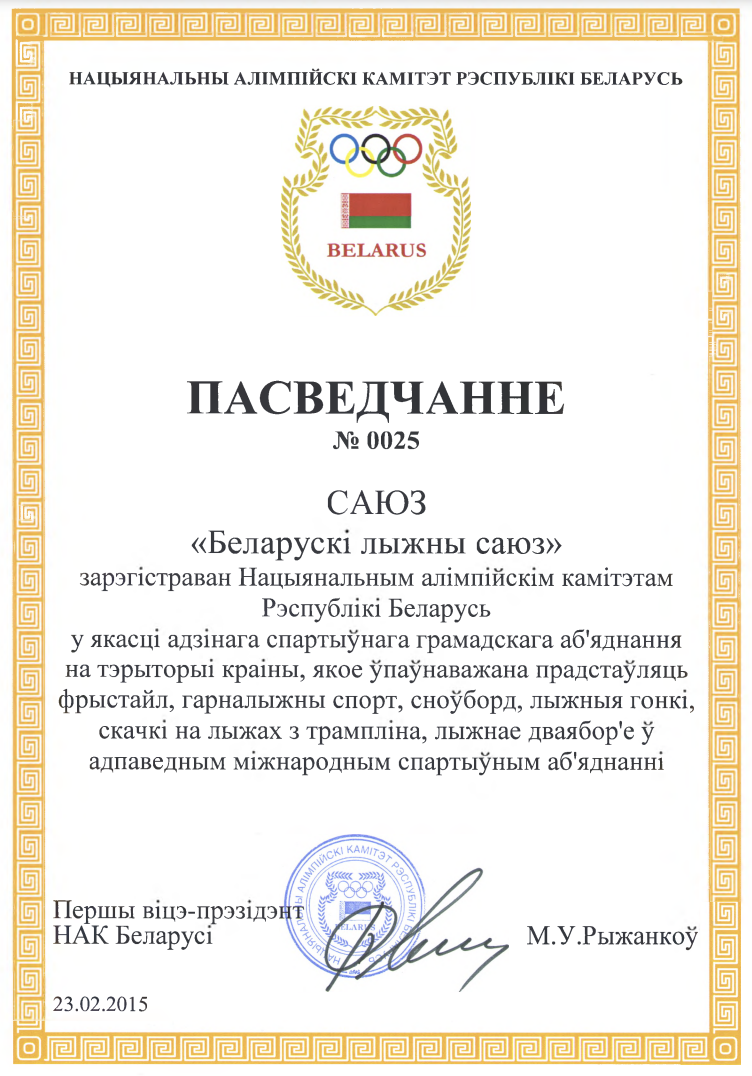 НАЦЫЯНАЛЬНЫ АЛІМПІЙСКІ КАМІТЭТ РЭСПУБЛІКІ БЕЛАРУСЬ
BELARUS
ПАСВЕДЧАННЕ
№ 0025
САЮЗ
«Беларускі лыжны саюз»
зарэгістраван Нацыянальным алімпійскім камітэтам
Рэспублікі Беларусь
у якасці адзінага спартыўнага грамадскага аб'яднання
на тэрыторыі краіны, якое ўпаўнаважана прадстаўляць
фрыстайл, гарналыжны спорт, сноўборд, лыжныя гонкі,
скачкі на лыжах з трампліна, лыжнае дваябор'е ў
адпаведным міжнародным спартыўным аб'яднанні
НАЦЫЯНАЛЬНЫ АЛІМПІЙСКІ КАМІТЭТ РЭСПУБЛІКІ БЕЛАРУСЬ
BELARUS
Першы віцэ-прэзідэнт
НАК Беларусі
М.У.Рыжанкоў
23.02.2015